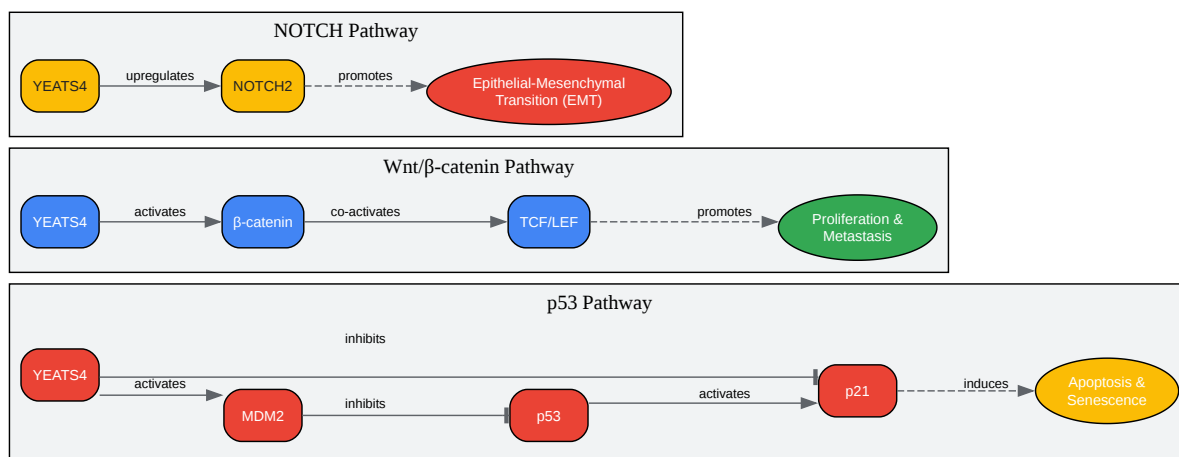 NOTCH Pathway
YEATS4
upregulates
NOTCH2
promotes
Epithelial-Mesenchymal
Transition (EMT)
Wnt/β-catenin Pathway
YEATS4
activates
β-catenin
co-activates
TCF/LEF
promotes
Proliferation &
Metastasis
p53 Pathway
inhibits
YEATS4
activates
MDM2
inhibits
p53
activates
p21
induces
Apoptosis &
Senescence